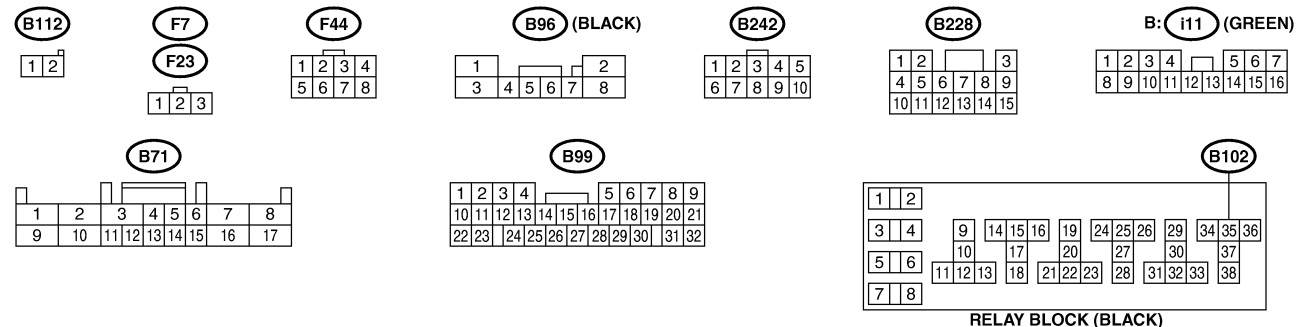 B112 F7 F44 B96 (BLACK) B242 B228 B: i11 (GREEN)
F23
1 2
1 2 3
1 2 3 4
5 6 7 8
1 2
3 4 5 6 7 8
1 2 3 4 5
6 7 8 9 10
1 2 3
4 5 6 7 8 9
10 11 12 13 14 15
1 2 3 4 5 6 7
8 9 10 11 12 13 14 15 16
B71 B99 B102
1 2 3 4 5 6 7 8
9 10 11 12 13 14 15 16 17
1 2 3 4 5 6 7 8 9
10 11 12 13 14 15 16 17 18 19 20 21
22 23 24 25 26 27 28 29 30 31 32
1 2
3 4
5 6
7 8
9 14 15 16 19 24 25 26 29 34 35 36
10 17 20 27 30 37
11 12 13 18 21 22 23 28 31 32 33 38
RELAY BLOCK (BLACK)